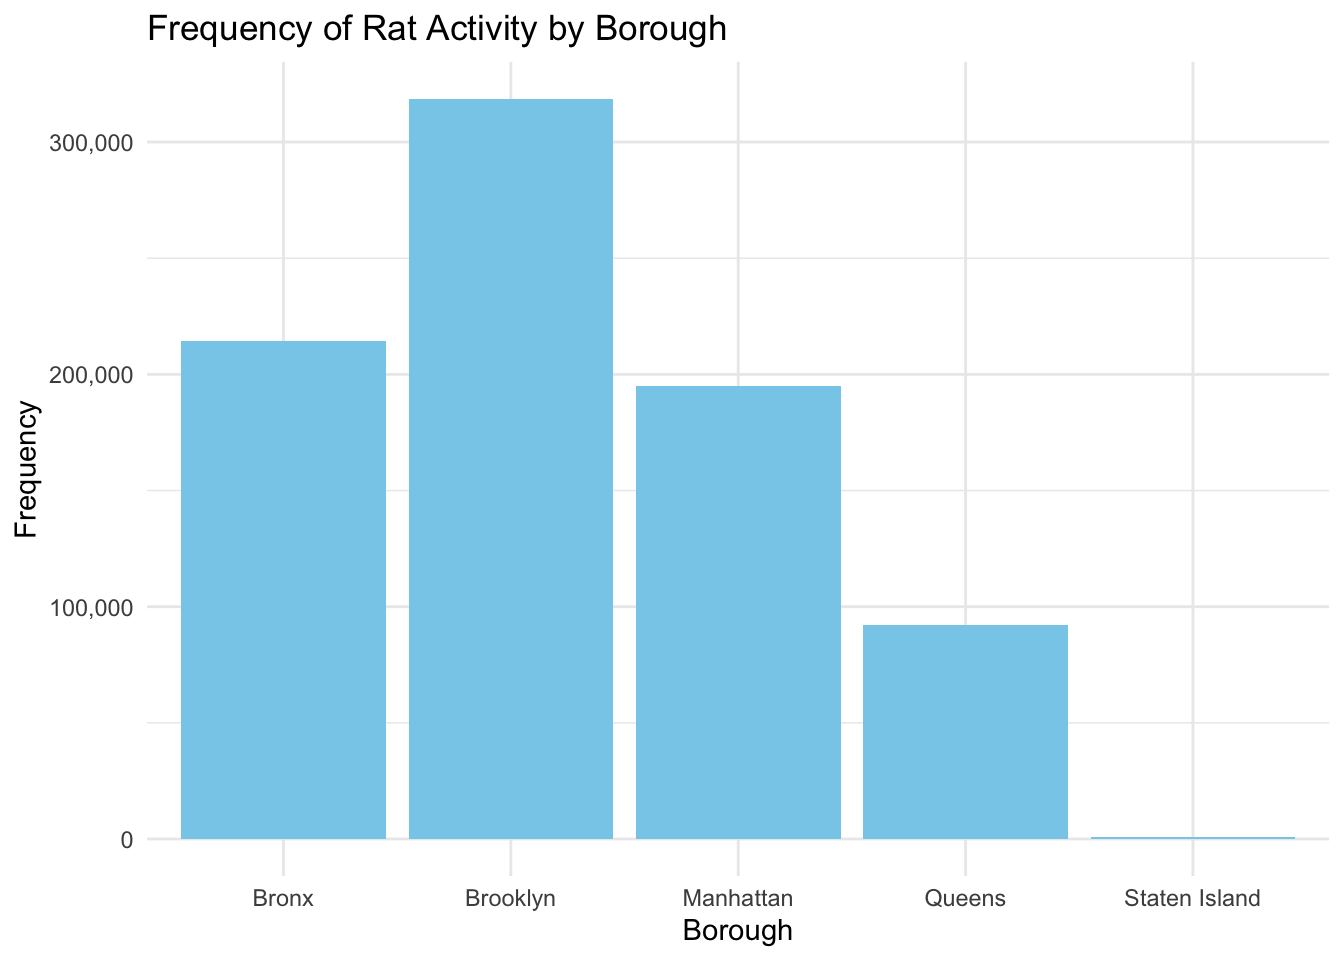 Frequency of Rat Activity by Borough
300,000
200,000
100,000
0
Frequency
Bronx Brooklyn Manhattan Queens Staten Island
Borough